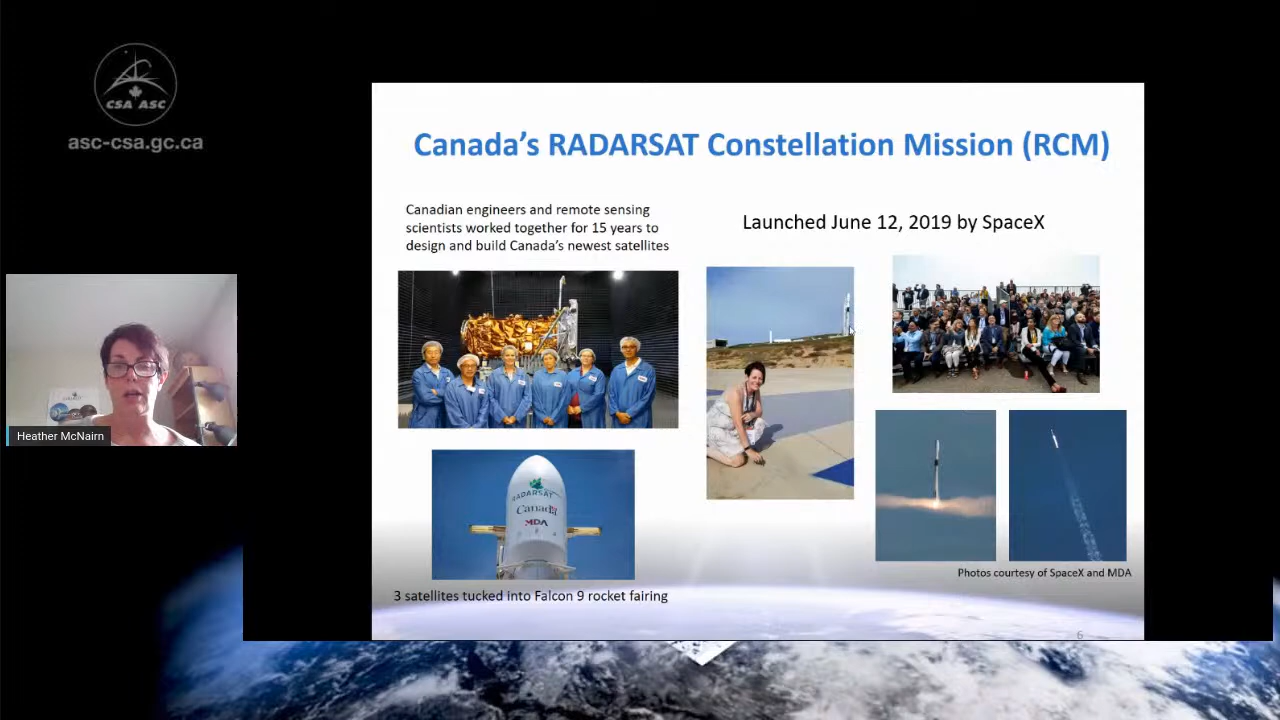 CSA ASC
asc-csa.gc.ca
Canada's RADARSAT Constellation Mission (RCM)
Canadian engineers and remote sensing
scientists worked together for 15 years to
design and build Canada's newest satellites
Launched June 12, 2019 by SpaceX
Heather McNairn
RADARSAT
Canada
MDA
Photos courtesy of SpaceX and MDA
3 satellites tucked into Falcon 9 rocket fairing
6